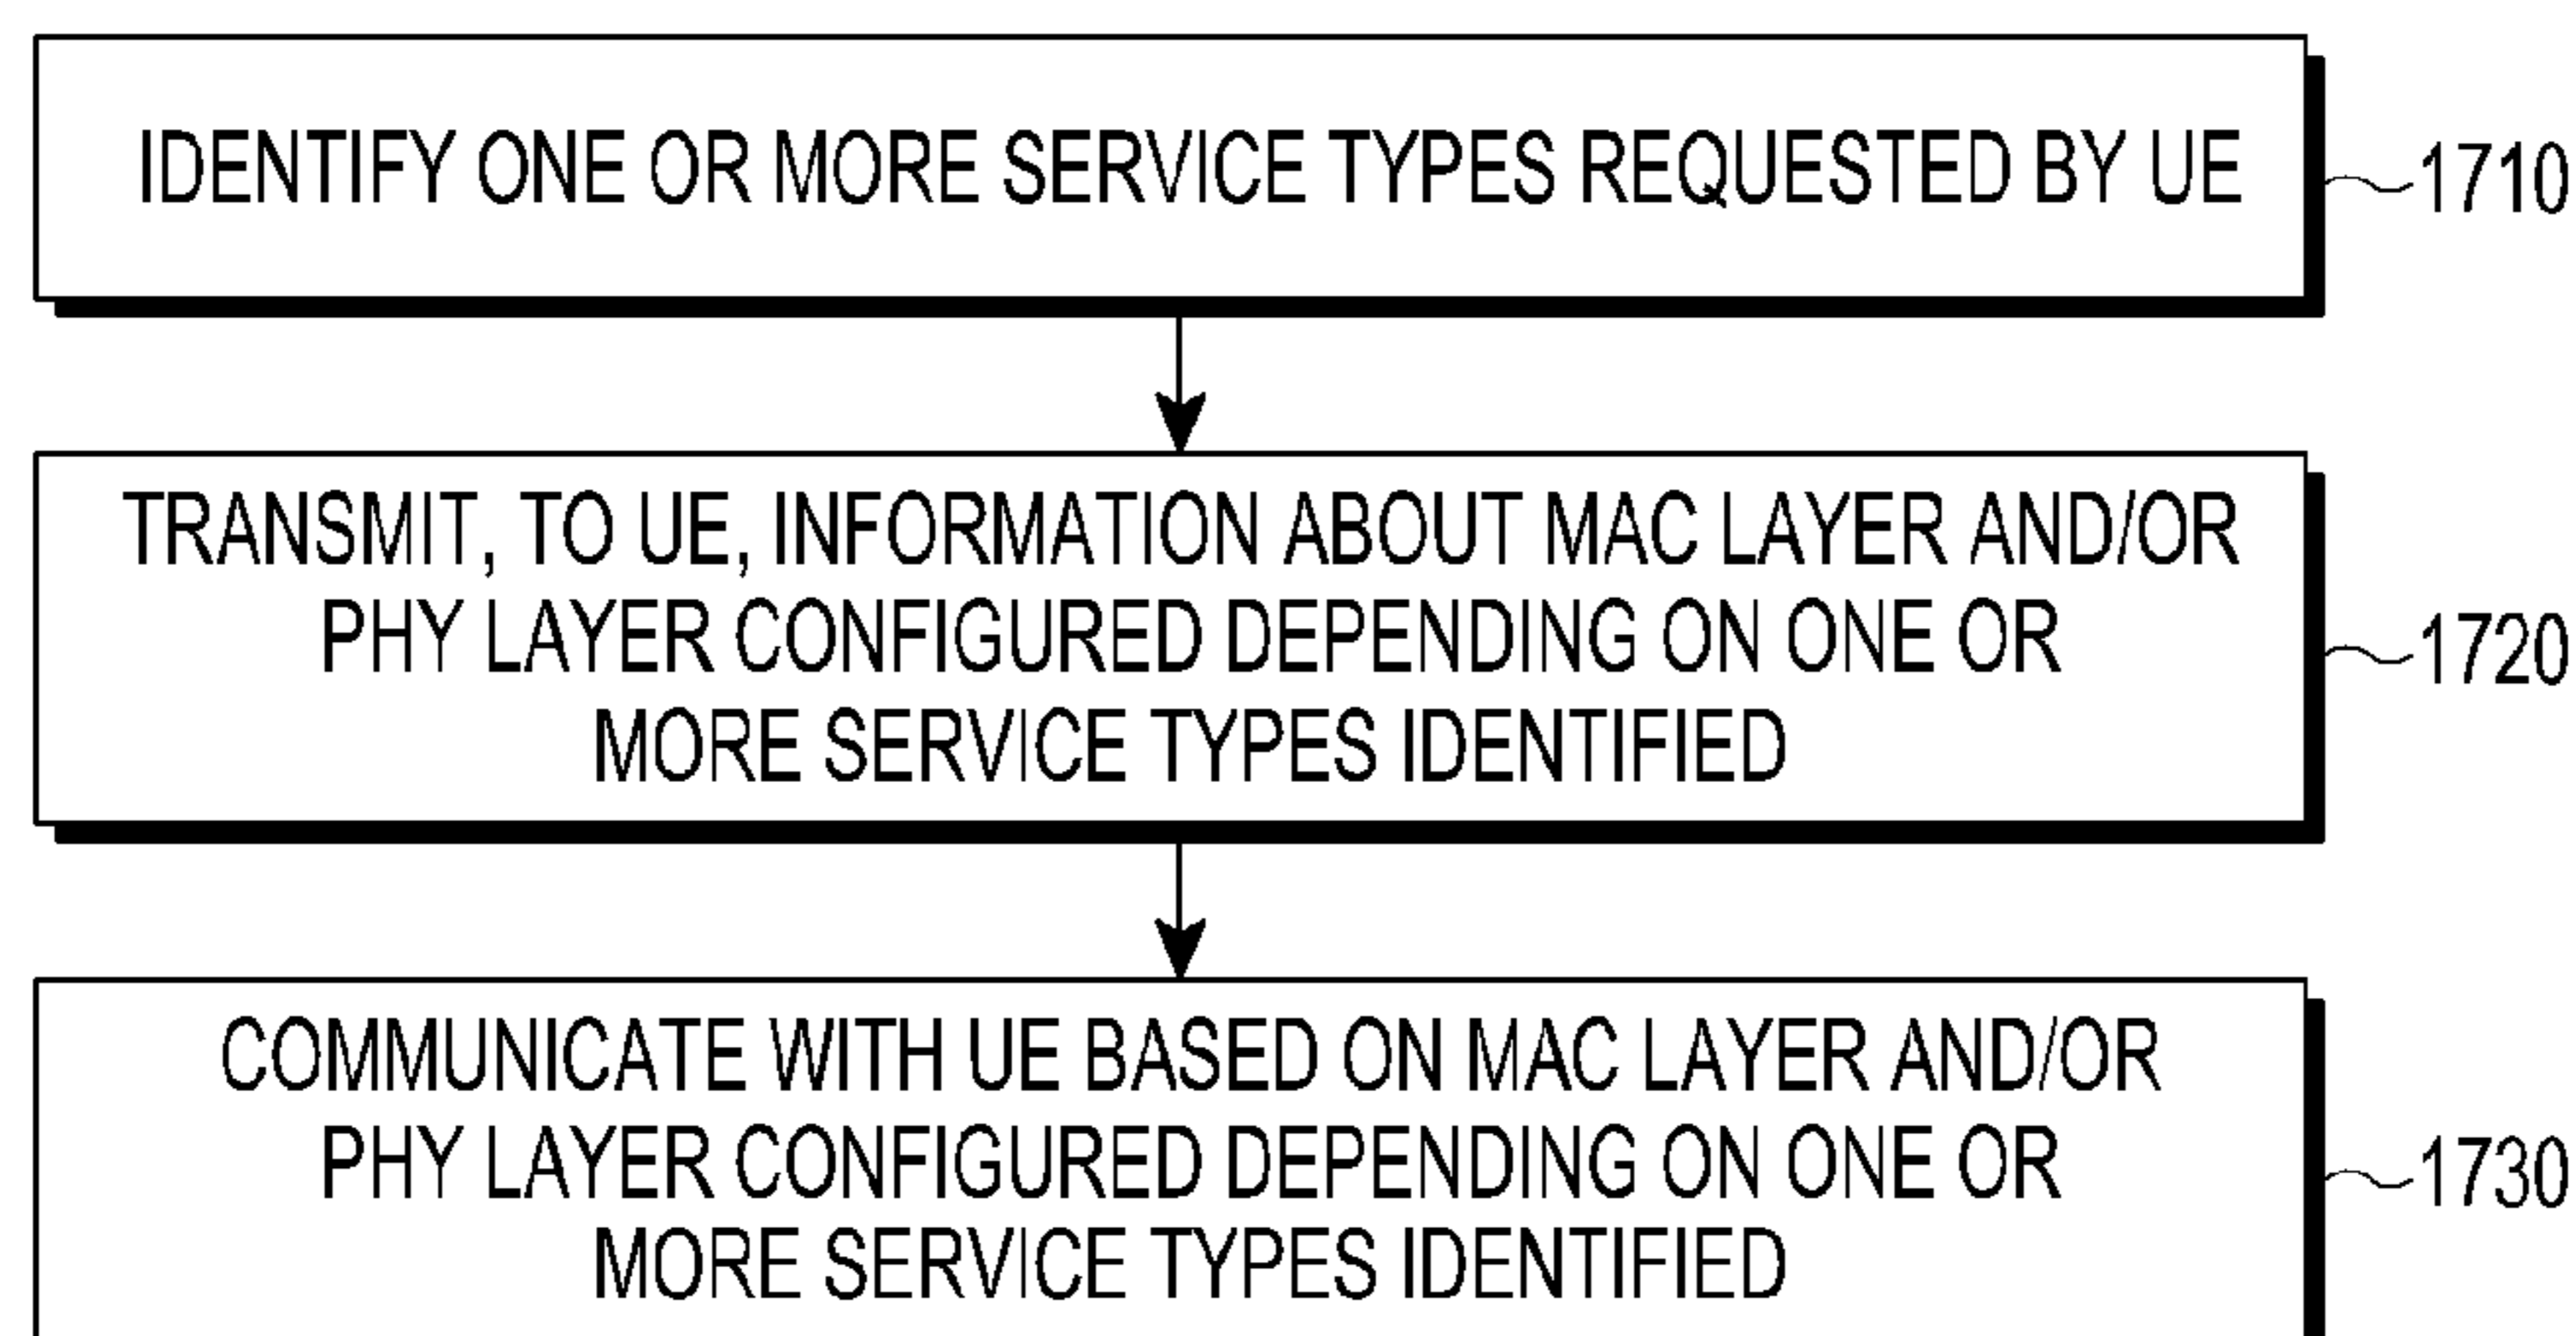 IDENTIFY ONE OR MORE SERVICE TYPES REQUESTED BY UE
1710
TRANSMIT, TO UE, INFORMATION ABOUT MAC LAYER AND/OR
PHY LAYER CONFIGURED DEPENDING ON ONE OR
MORE SERVICE TYPES IDENTIFIED
1720
COMMUNICATE WITH UE BASED ON MAC LAYER AND/OR
PHY LAYER CONFIGURED DEPENDING ON ONE OR
MORE SERVICE TYPES IDENTIFIED
1730